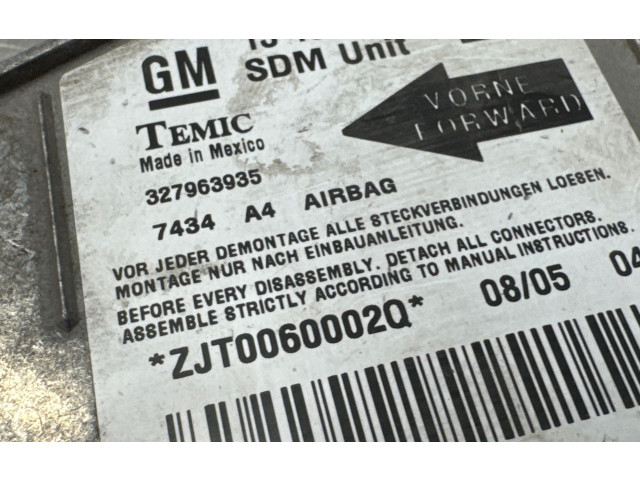 GM
SDM Unit
VORNE
FORWARD
TEMIC
Made in Mexico
327963935
7434 A4 AIRBAG
VOR JEDER DEMONTAGE ALLE STECKVERBINDUNGEN LOESEN.
MONTAGE NUR NACH EINBAUANLEITUNG.
BEFORE EVERY DISASSEMBLY. DETACH ALL CONNECTORS.
ASSEMBLE STRICTLY ACCORDING TO MANUAL INSTRUCTIONS.
*ZJT0060002Q* 08/05 04